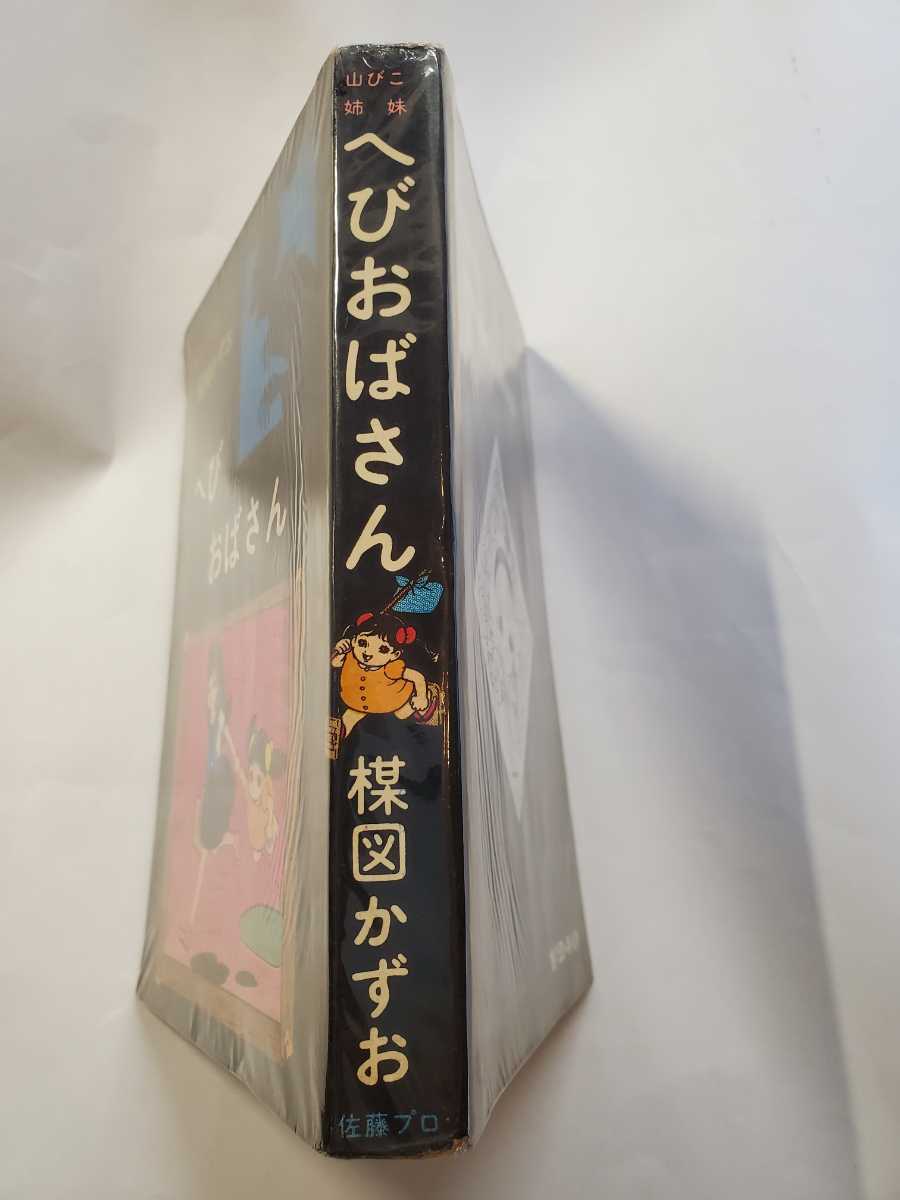 山びこ
姉妹
へびおばさん
楳図かずお
佐藤プロ
へび
おばさん